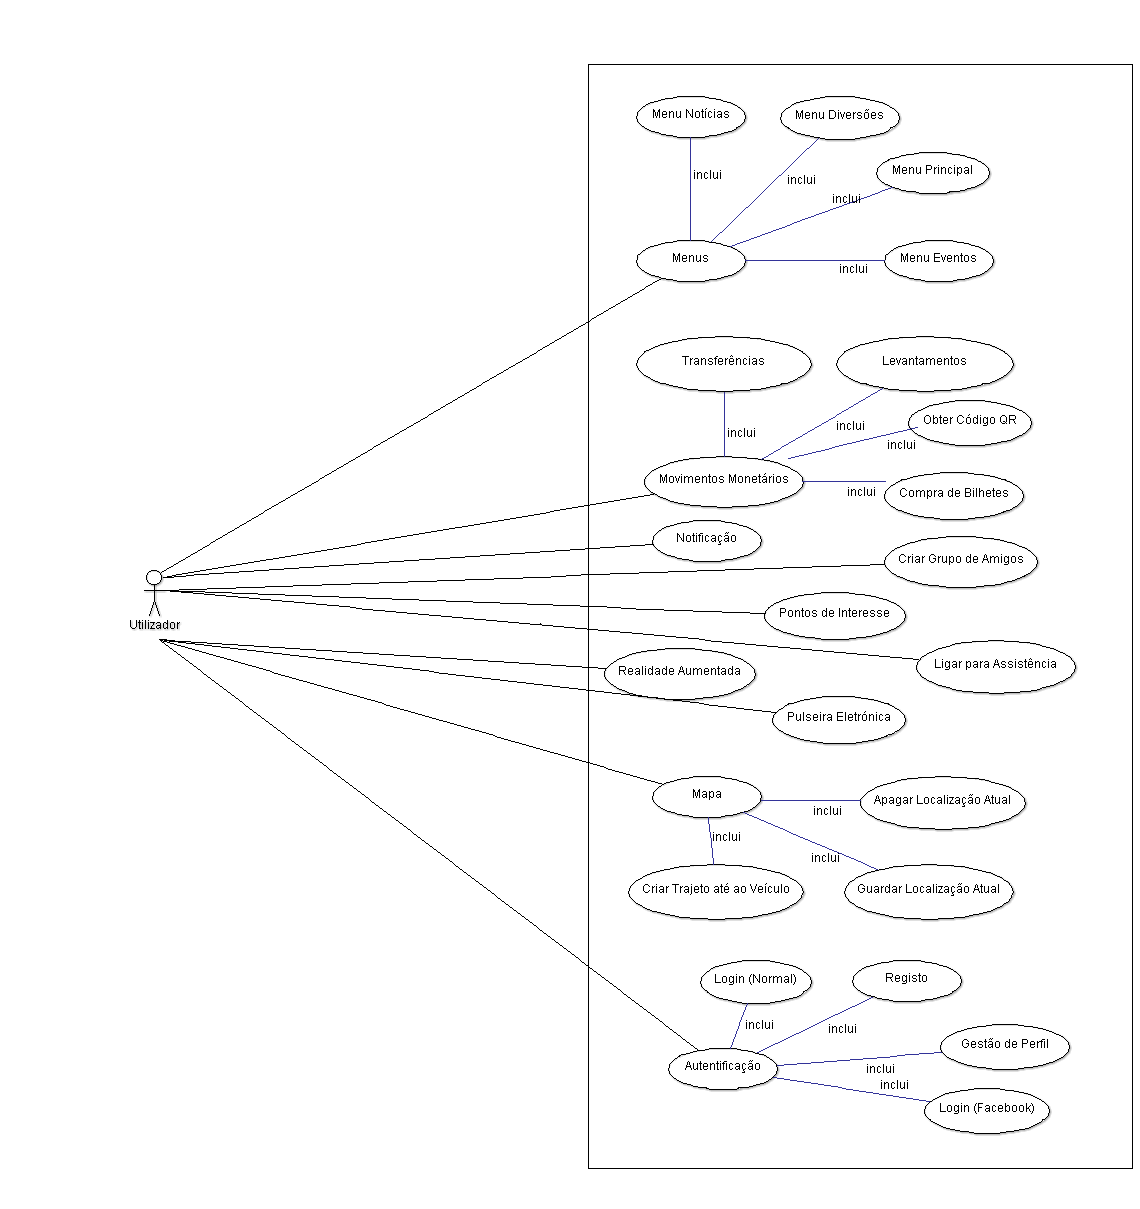 Menu Notícias
Menu Diversões
inclui
inclui
Menu Principal
inclui
Menus
Menu Eventos
inclui
Transferências
Levantamentos
inclui
inclui
Obter Código QR
inclui
Movimentos Monetários
inclui
Compra de Bilhetes
Notificação
Criar Grupo de Amigos
Pontos de Interesse
Utilizador
Ligar para Assistência
Realidade Aumentada
Pulseira Eletrónica
Mapa
Apagar Localização Atual
inclui
inclui
inclui
Criar Trajeto até ao Veículo
Guardar Localização Atual
Login (Normal)
Registo
inclui
inclui
Gestão de Perfil
Autentificação
inclui
inclui
Login (Facebook)